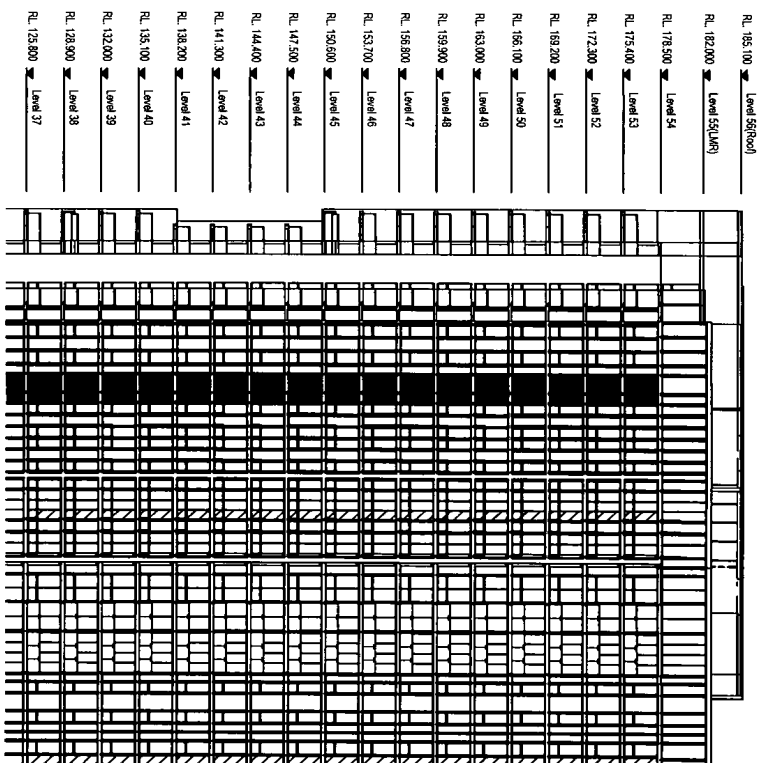 RL. 185.100 Level 56(Roof)
RL. 182.000 Level 55(LMR)
RL. 178.500 Level 54
RL. 175.400 Level 53
RL. 172.300 Level 52
RL. 169.200 Level 51
RL. 166.100 Level 50
RL. 163.000 Level 49
RL. 159.900 Level 48
RL. 156.800 Level 47
RL. 153.700 Level 46
RL. 150.600 Level 45
RL. 147.500 Level 44
RL. 144.400 Level 43
RL. 141.300 Level 42
RL. 138.200 Level 41
RL. 135.100 Level 40
RL. 132.000 Level 39
RL. 128.900 Level 38
RL. 125.800 Level 37